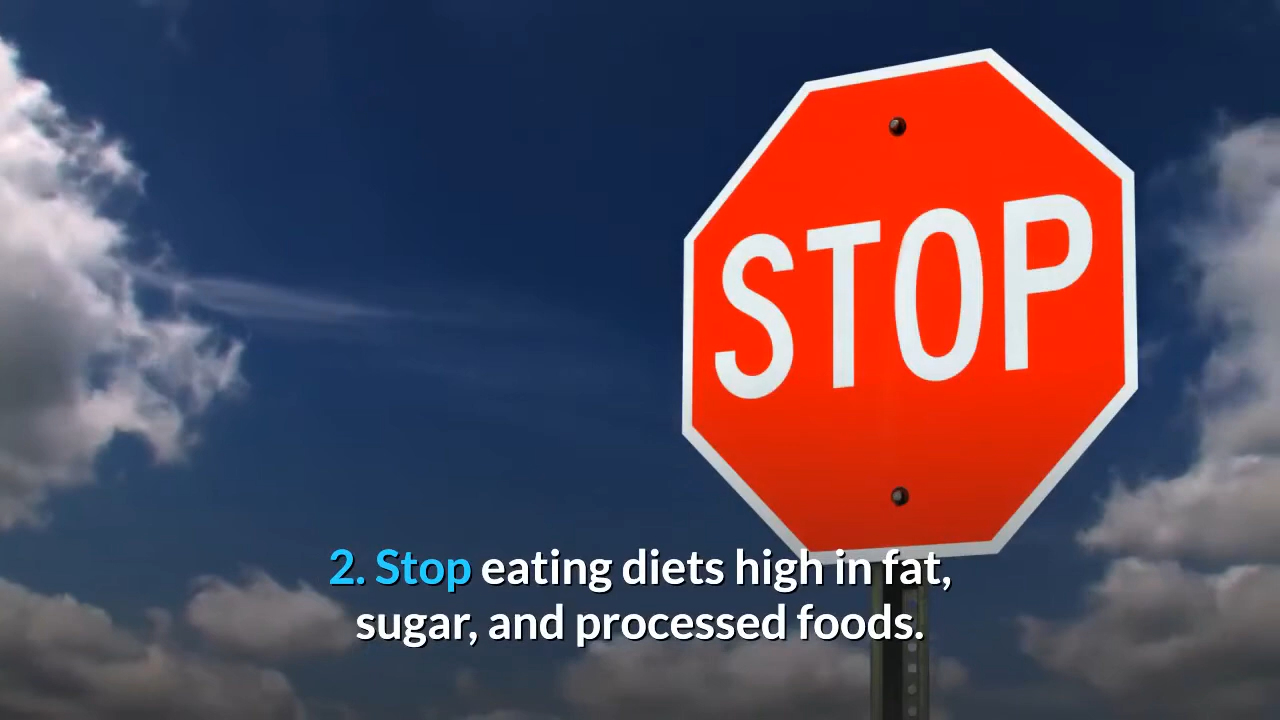 STOP
2. Stop eating diets high in fat,
sugar, and processed foods.